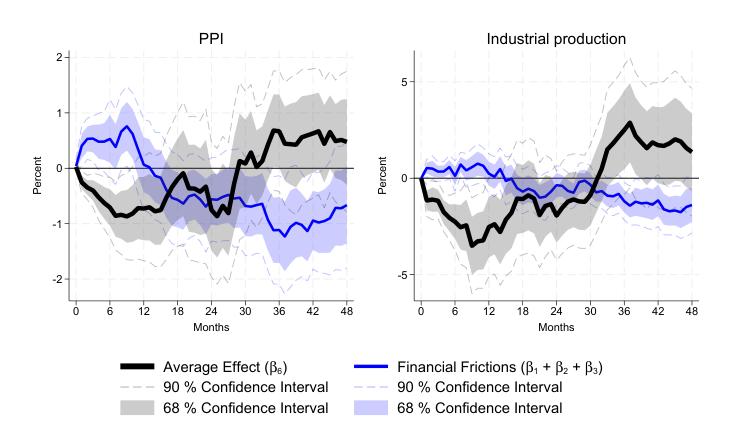 PPI
Industrial production
Percent
2
1
0
-1
-2
0 6 12 18 24 30 36 42 48
Months
Percent
5
0
-5
0 6 12 18 24 30 36 42 48
Months
Average Effect (β₆)
Financial Frictions (β₁ + β₂ + β₃)
90 % Confidence Interval
90 % Confidence Interval
68 % Confidence Interval
68 % Confidence Interval